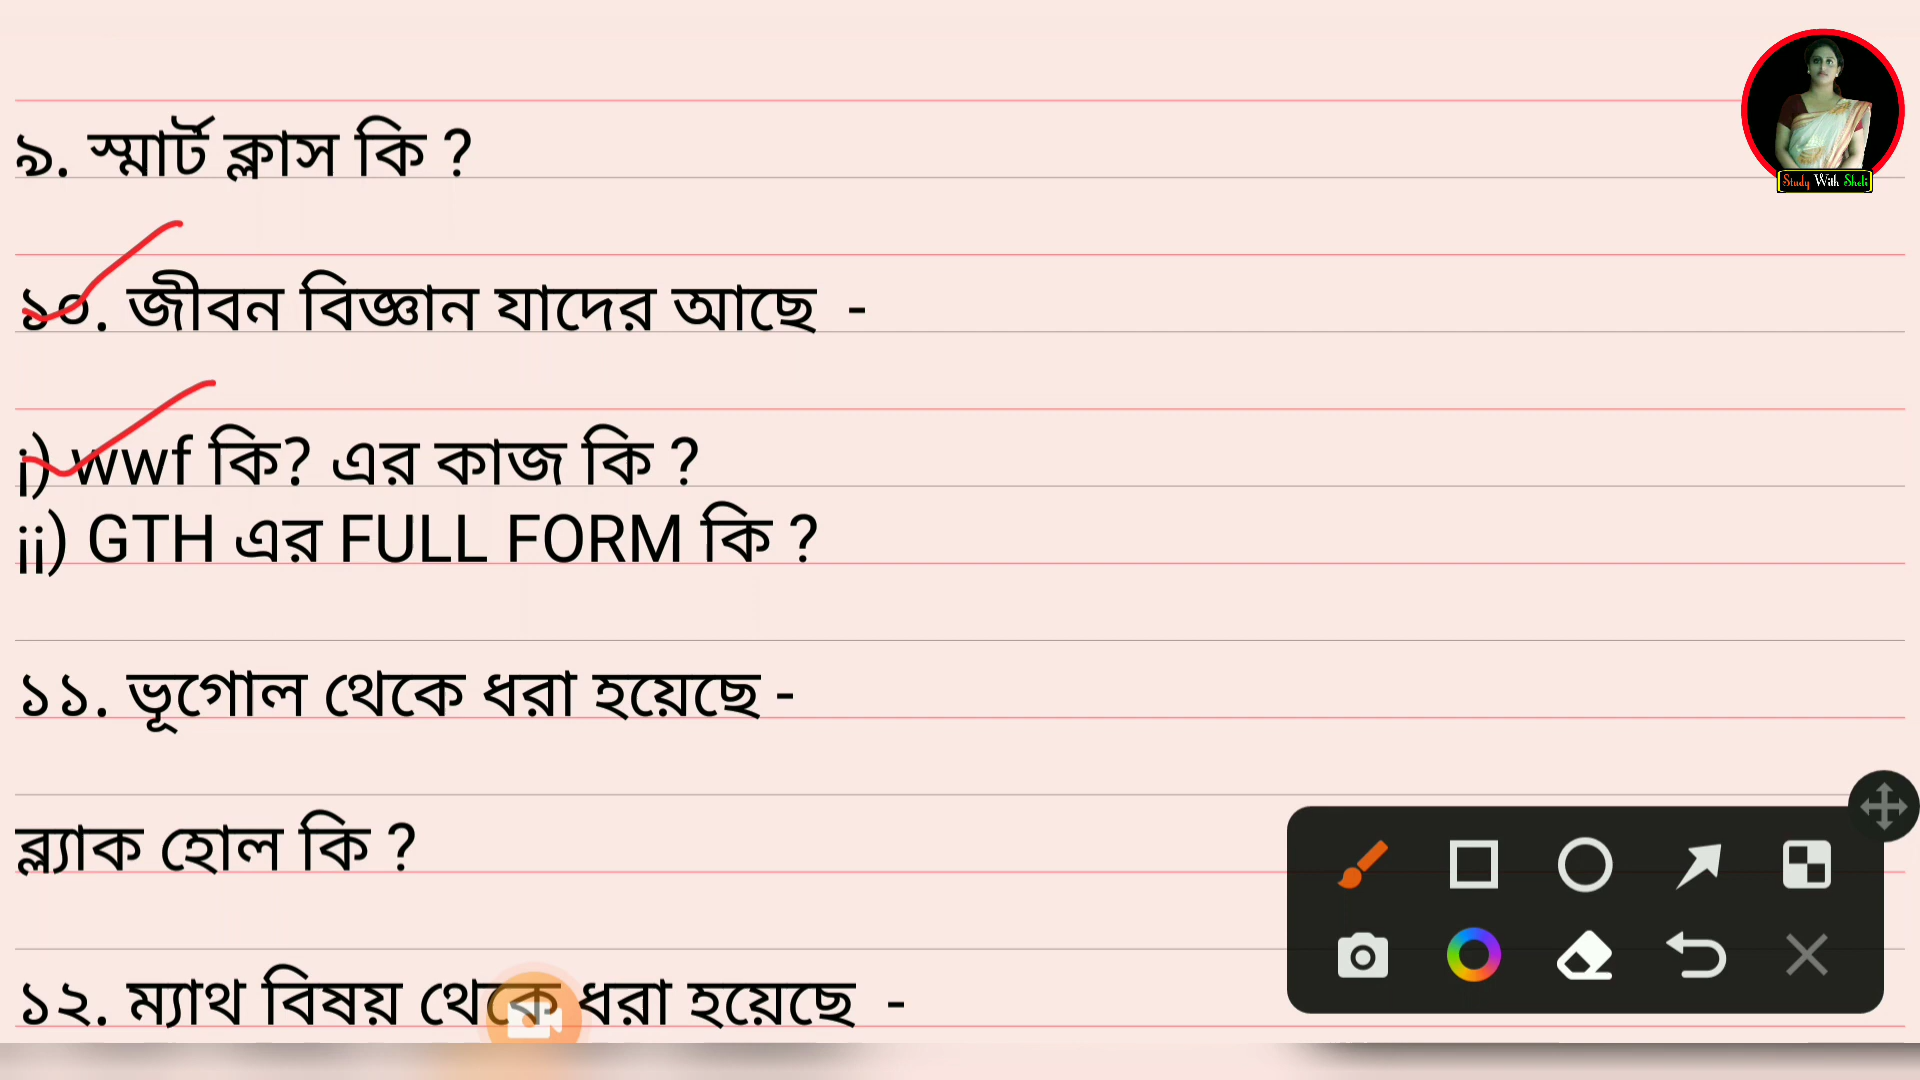 ৯. স্মার্ট ক্লাস কি ?
Study With Sheli
১০. জীবন বিজ্ঞান যাদের আছে -
i) wwf কি? এর কাজ কি ?
ii) GTH এর FULL FORM কি ?
১১. ভূগোল থেকে ধরা হয়েছে -
ব্ল্যাক হোল কি ?
১২. ম্যাথ বিষয় থেকে ধরা হয়েছে -